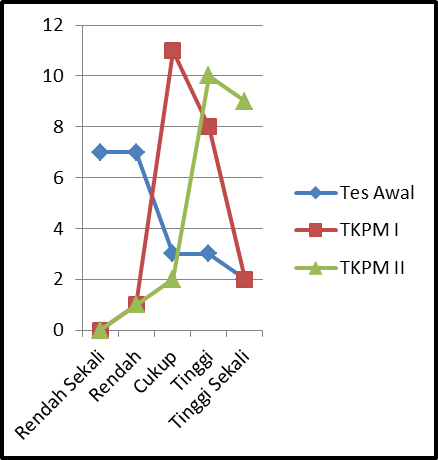 12
10
8
6
4
2
0
Rendah Sekali
Rendah
Cukup
Tinggi
Tinggi Sekali
Tes Awal
TKPM I
TKPM II